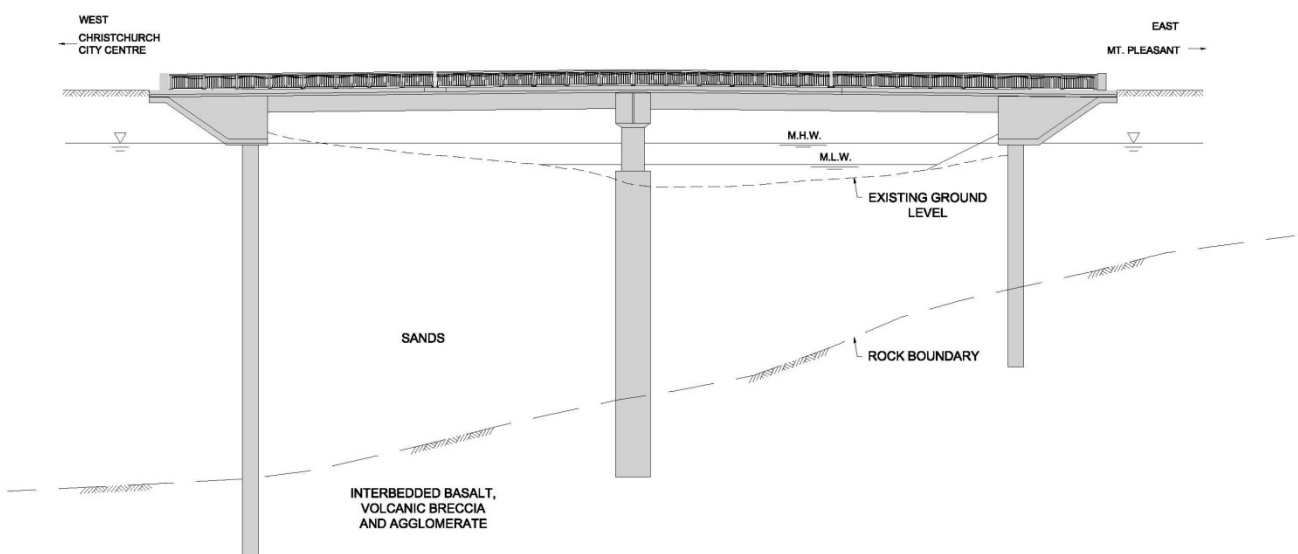 WEST
CHRISTCHURCH
CITY CENTRE
EAST
MT. PLEASANT
M.H.W.
M.L.W.
EXISTING GROUND
LEVEL
SANDS
ROCK BOUNDARY
INTERBEDDED BASALT,
VOLCANIC BRECCIA
AND AGGLOMERATE